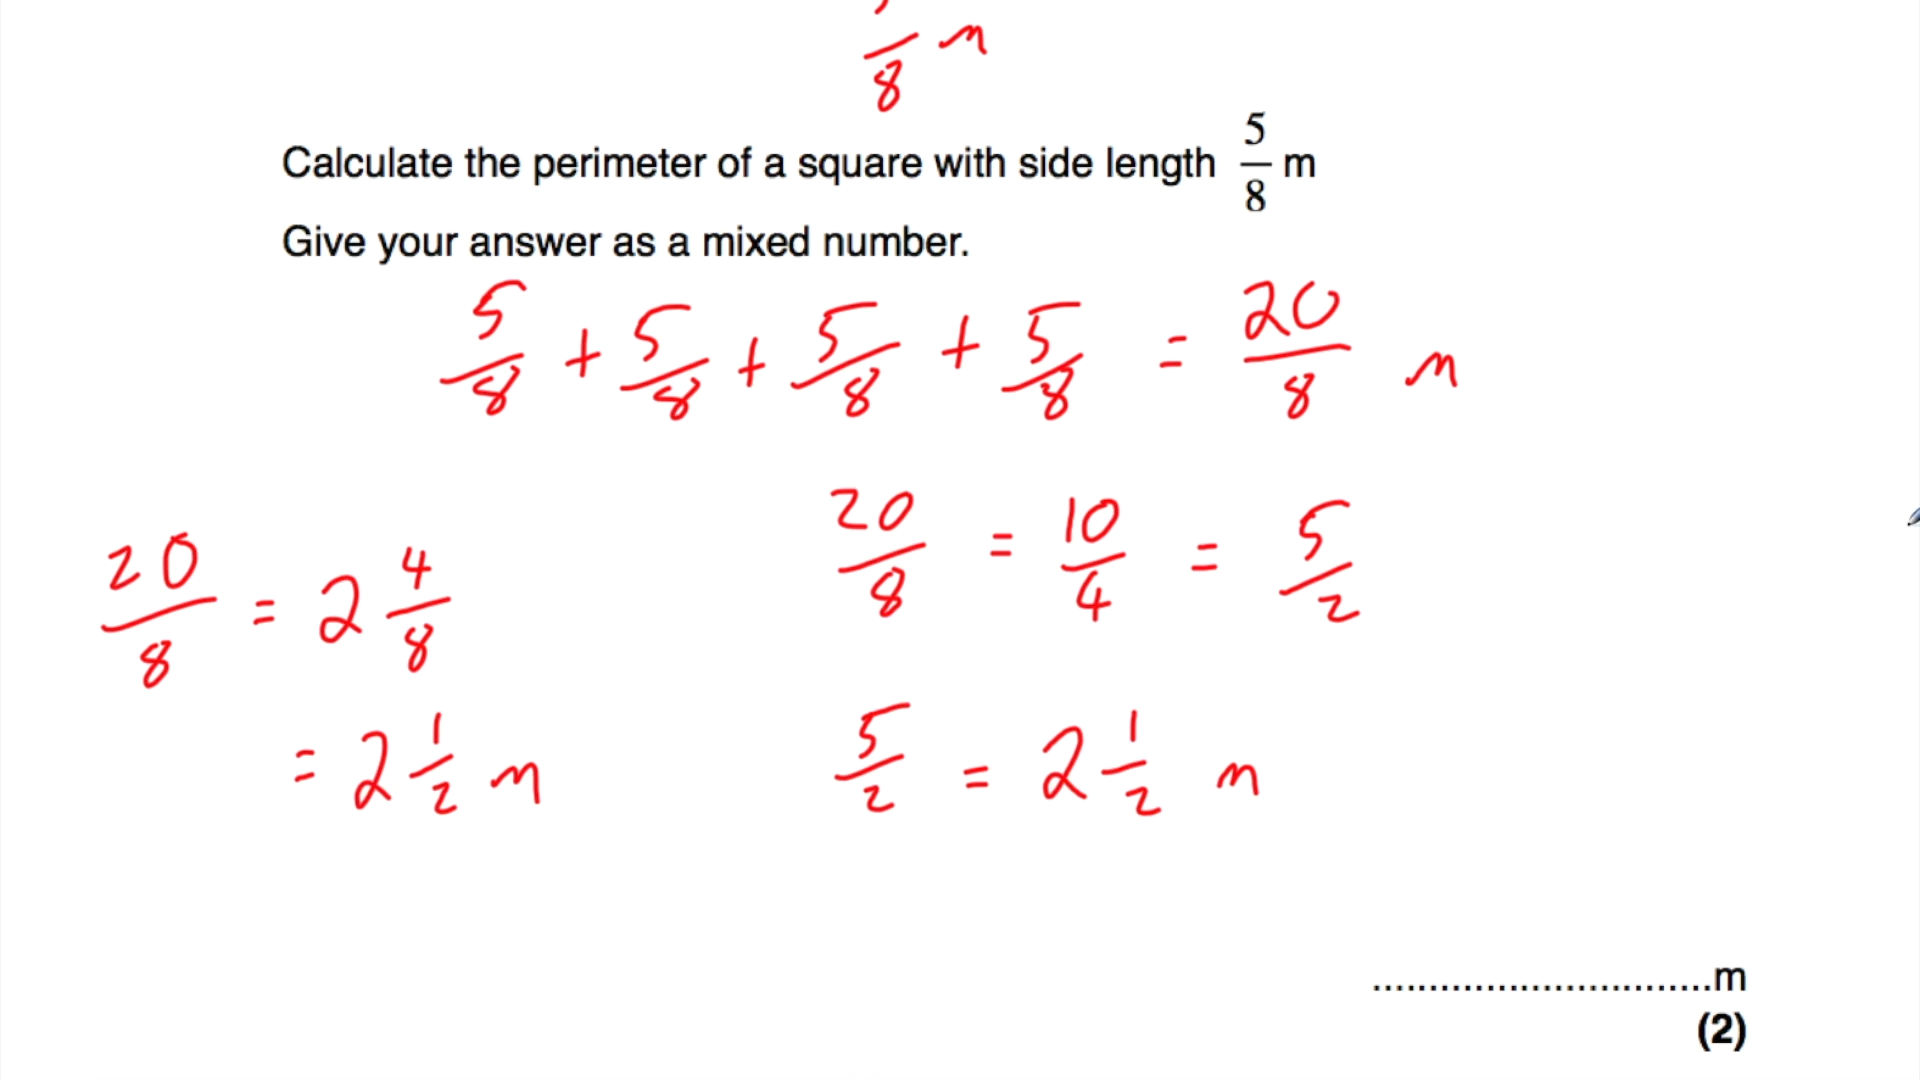 /8 m
Calculate the perimeter of a square with side length 5/8 m
Give your answer as a mixed number.
5/8 + 5/8 + 5/8 + 5/8 = 20/8 m
20/8 = 10/4 = 5/2
20/8 = 2 4/8
= 2 1/2 m
5/2 = 2 1/2 m
..............................m
(2)